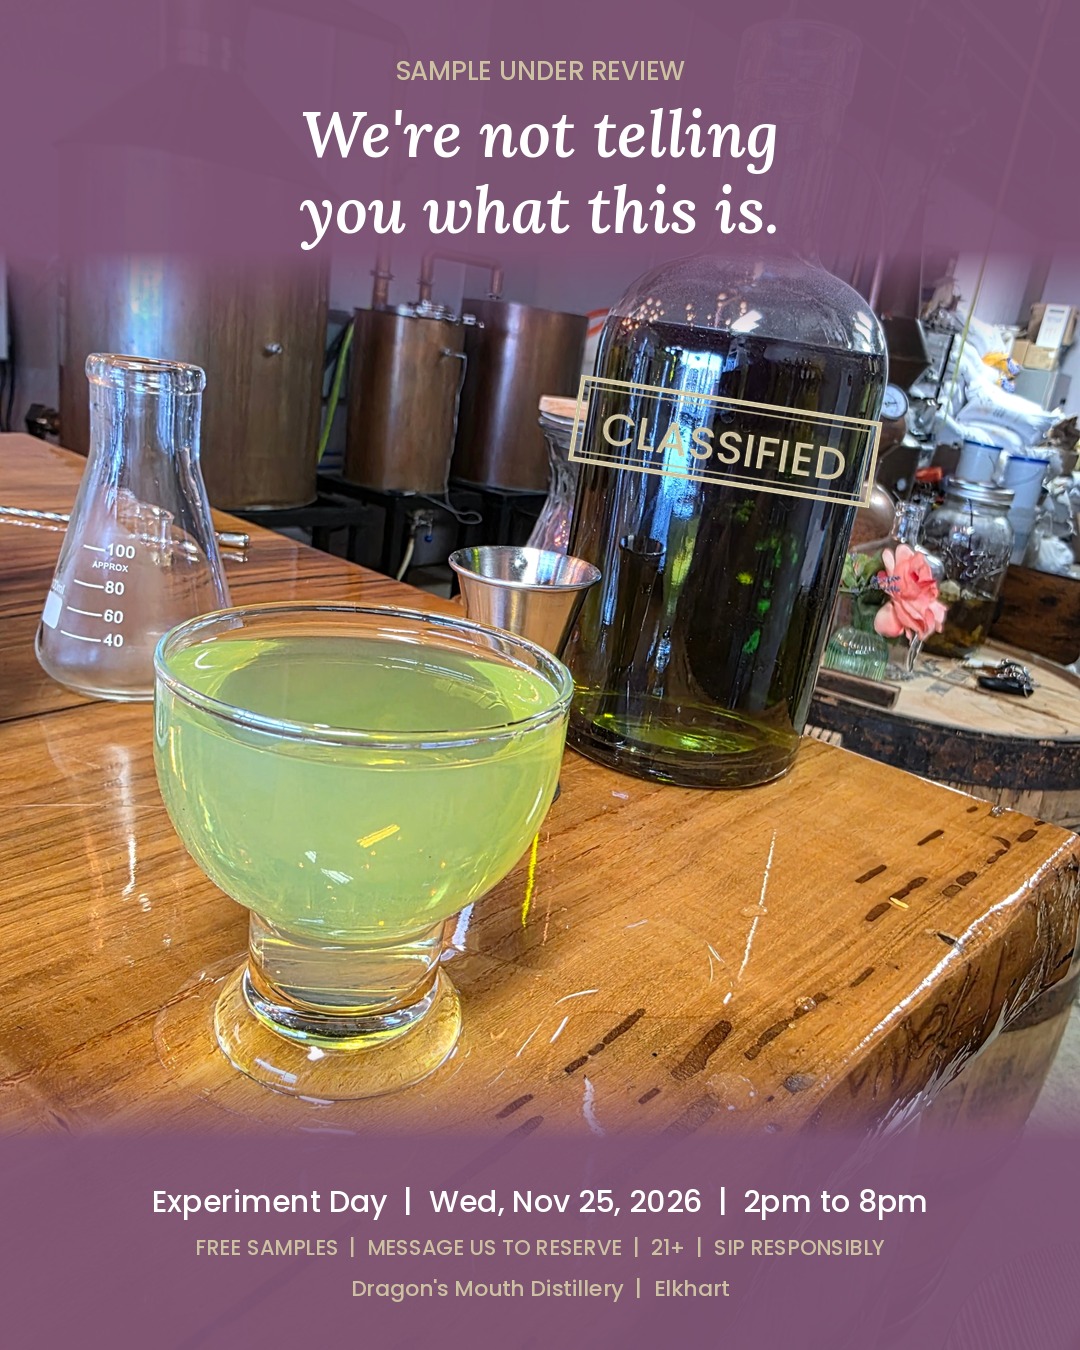 SAMPLE UNDER REVIEW
We're not telling
you what this is.
CLASSIFIED
100
APPROX
80
60
40
Experiment Day | Wed, Nov 25, 2026 | 2pm to 8pm
FREE SAMPLES | MESSAGE US TO RESERVE | 21+ | SIP RESPONSIBLY
Dragon's Mouth Distillery | Elkhart